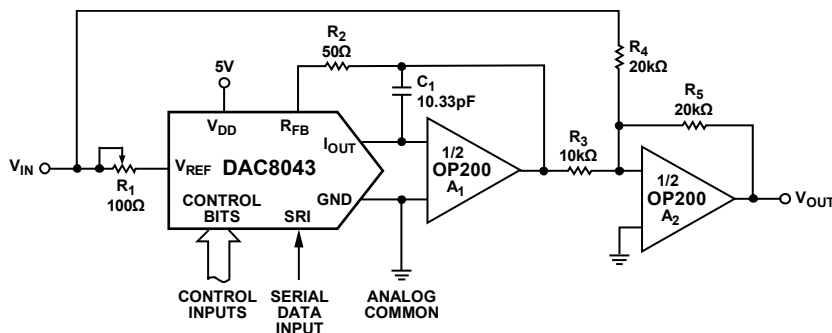 R2
50Ω
R4
20kΩ
5V
C1
10.33pF
R5
20kΩ
VDD
RFB
IOUT
R3
10kΩ
VIN
VREF
DAC8043
1/2
OP200
A1
1/2
OP200
A2
VOUT
R1
100Ω
GND
CONTROL
BITS
SRI
CONTROL
INPUTS
SERIAL
DATA
INPUT
ANALOG
COMMON